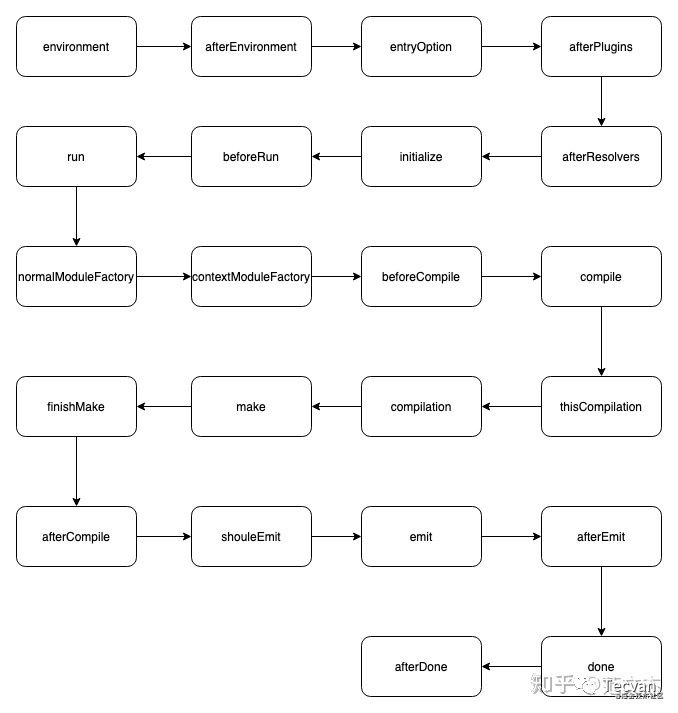 environment
afterEnvironment
entryOption
afterPlugins
run
beforeRun
initialize
afterResolvers
normalModuleFactory
contextModuleFactory
beforeCompile
compile
finishMake
make
compilation
thisCompilation
afterCompile
shouleEmit
emit
afterEmit
afterDone
done
知乎
Tecvan